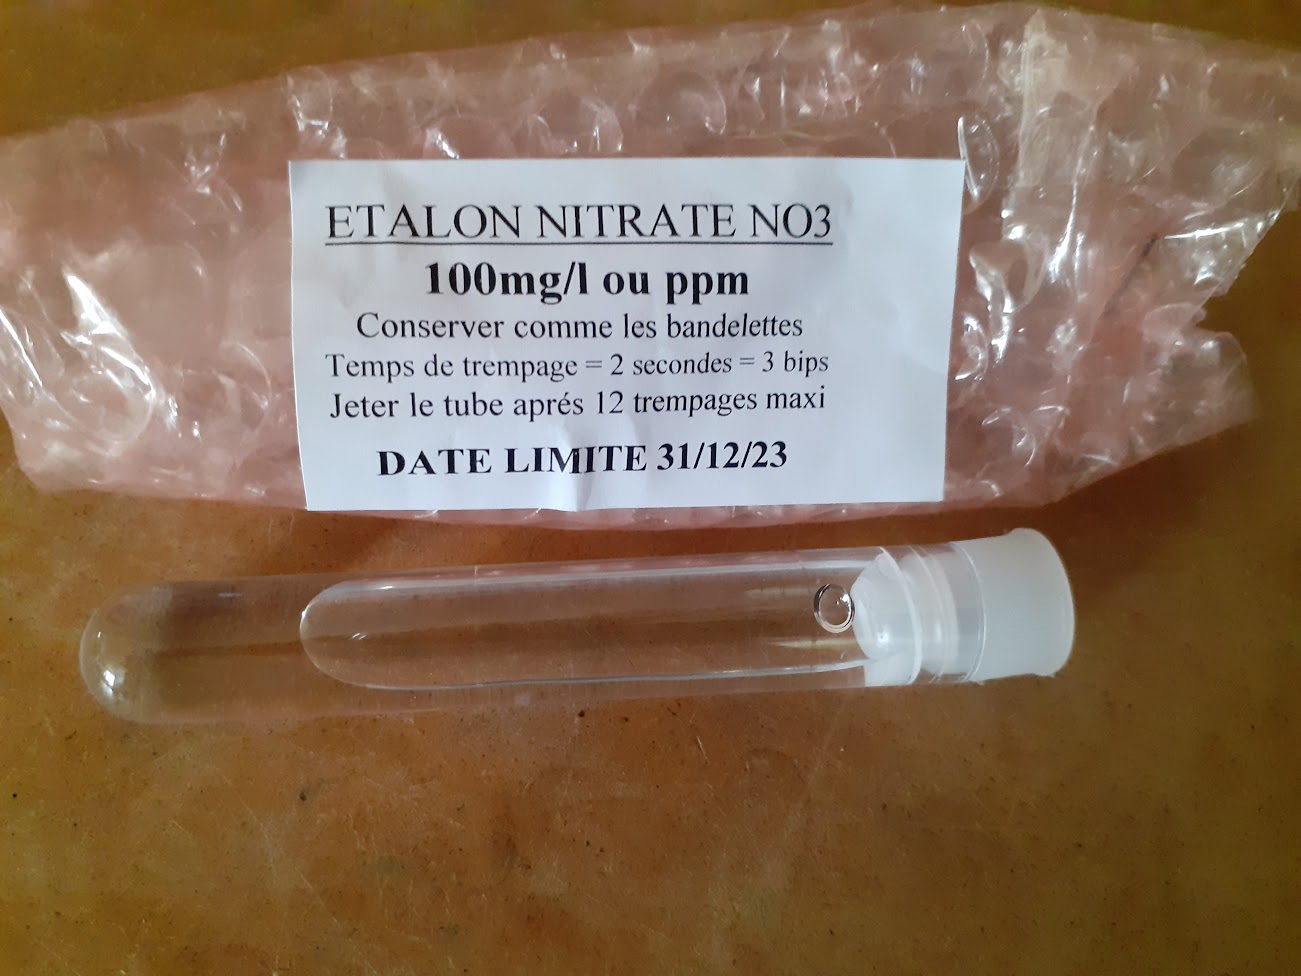 ETALON NITRATE NO3
100mg/l ou ppm
Conserver comme les bandelettes
Temps de trempage = 2 secondes = 3 bips
Jeter le tube aprés 12 trempages maxi
DATE LIMITE 31/12/23